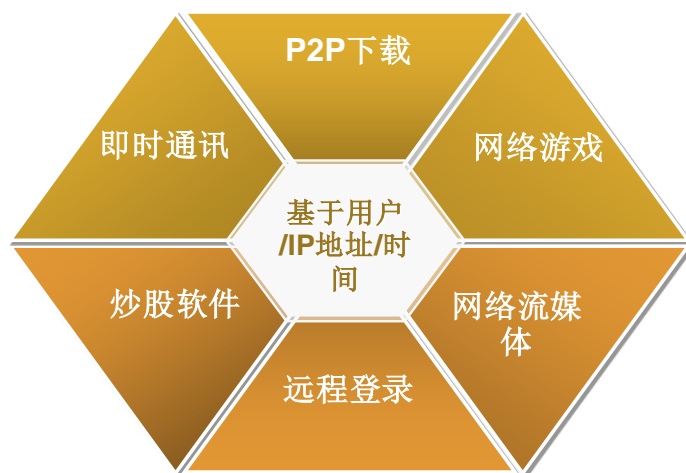 P2P下载
即时通讯
网络游戏
基于用户
/IP地址/时
间
炒股软件
网络流媒
体
远程登录